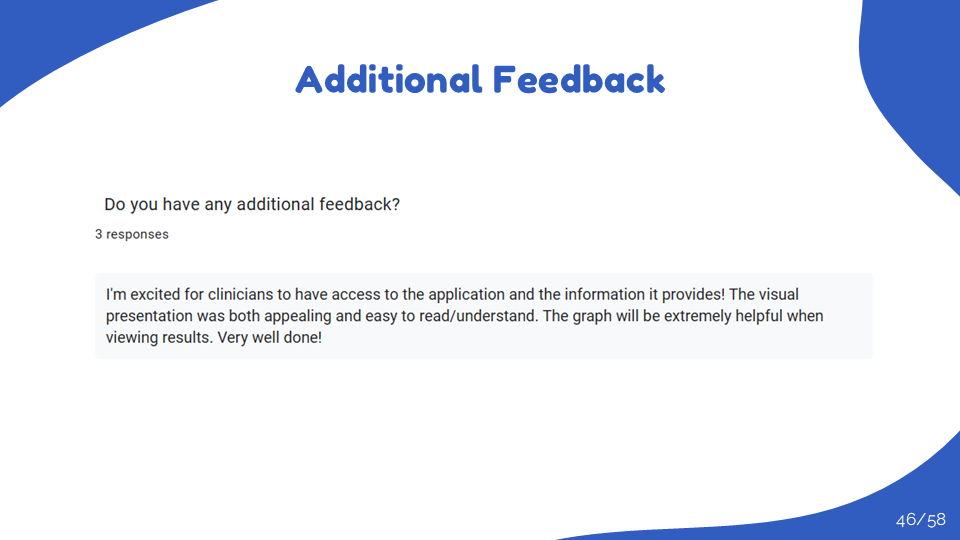 Additional Feedback
Do you have any additional feedback?
3 responses
I'm excited for clinicians to have access to the application and the information it provides! The visual
presentation was both appealing and easy to read/understand. The graph will be extremely helpful when
viewing results. Very well done!
46/58